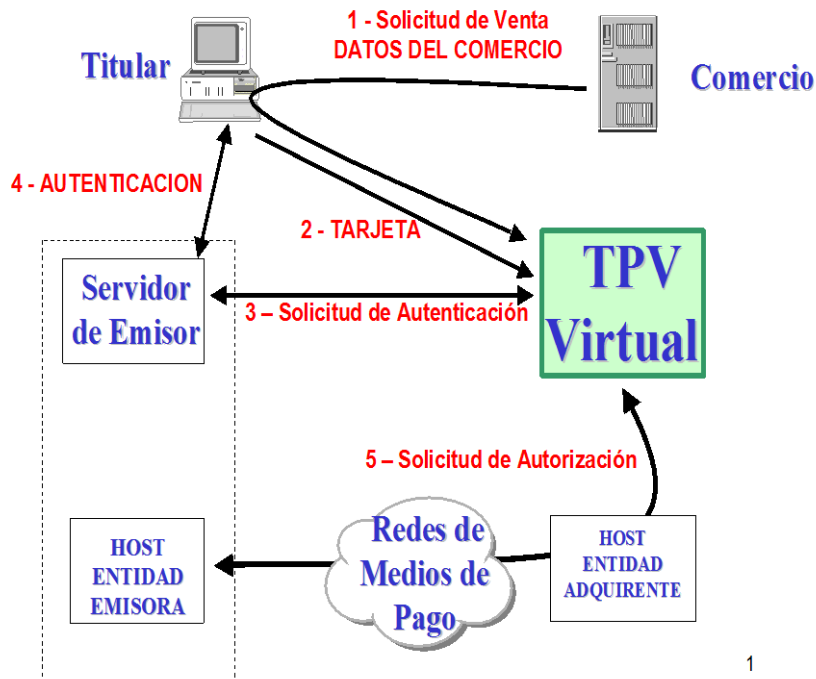 1 - Solicitud de Venta
DATOS DEL COMERCIO
Titular
Comercio
4 - AUTENTICACION
2 - TARJETA
TPV
Virtual
Servidor
de Emisor
3 – Solicitud de Autenticación
5 – Solicitud de Autorización
Redes de
Medios de
Pago
HOST
ENTIDAD
EMISORA
HOST
ENTIDAD
ADQUIRENTE
1